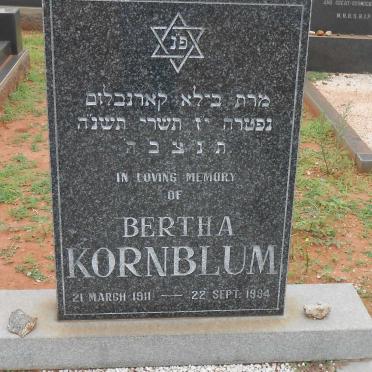 פנ
מרת בילא קארנבלום
נפטרה יז תשרי תשנה
תנצבה
IN LOVING MEMORY
OF
BERTHA
KORNBLUM
21 MARCH 1911 — 22 SEPT. 1994